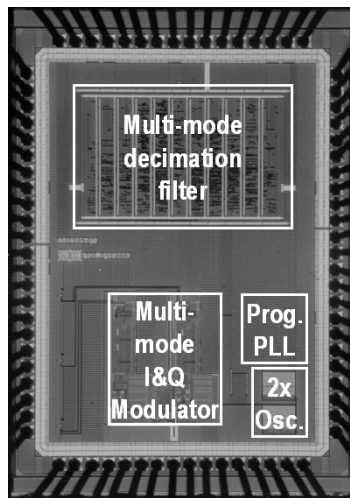 Multi-mode
decimation
filter
Multi-
mode
I&Q
Modulator
Prog.
PLL
2x
Osc.